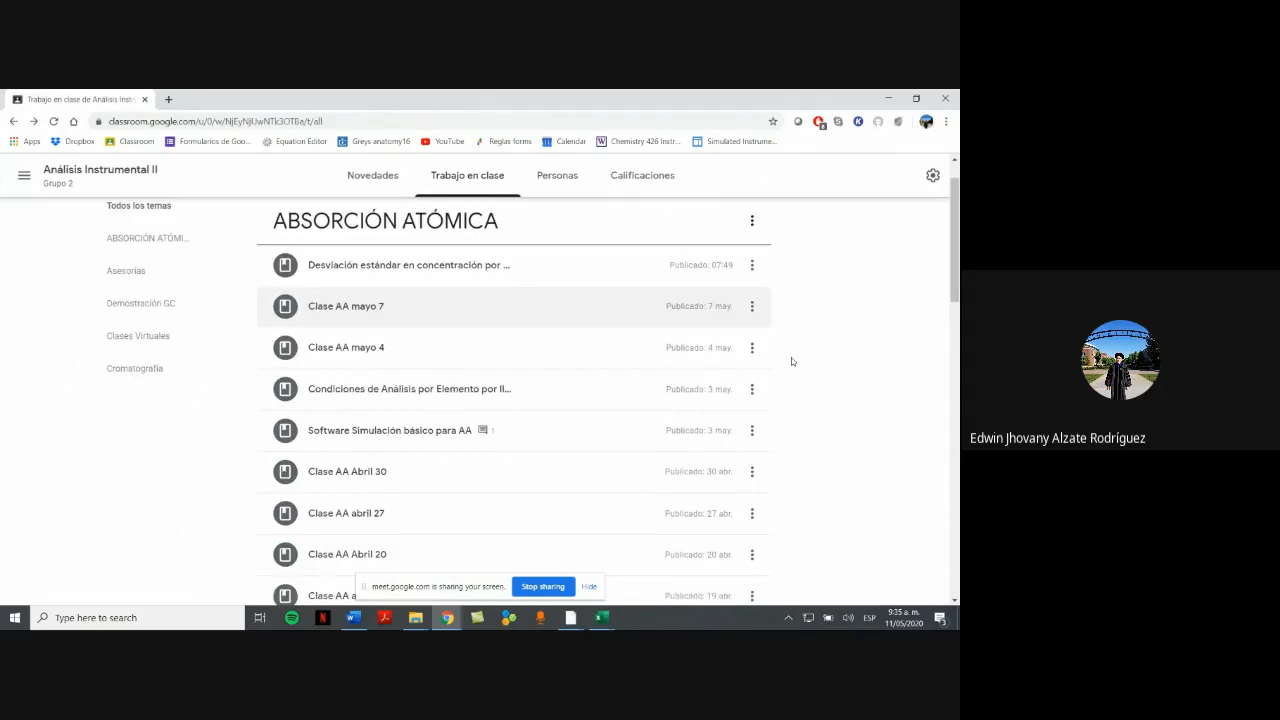 Trabajo en clase de Análisis Instr
classroom.google.com/u/0/w/NjEyNjUwNTk3OTBa/t/all
Apps Dropbox Classroom Formularios de Goo... Equation Editor Greys anatomy16 YouTube Reglas forms Calendar Chemistry 426 Instr... Simulated Instrume...
Análisis Instrumental II
Grupo 2
Novedades Trabajo en clase Personas Calificaciones
Todos los temas
ABSORCIÓN ATÓMI...
Asesorias
Demostración GC
Clases Virtuales
Cromatografía
ABSORCIÓN ATÓMICA
Desviación estándar en concentración por ... Publicado: 07:49
Clase AA mayo 7 Publicado: 7 may.
Clase AA mayo 4 Publicado: 4 may.
Condiciones de Análisis por Elemento por Il... Publicado: 3 may.
Software Simulación básico para AA 1 Publicado: 3 may.
Clase AA Abril 30 Publicado: 30 abr.
Clase AA abril 27 Publicado: 27 abr.
Clase AA Abril 20 Publicado: 20 abr.
Clase AA a Publicado: 19 abr.
meet.google.com is sharing your screen. Stop sharing Hide
Type here to search
ESP
9:35 a. m.
11/05/2020
Edwin Jhovany Alzate Rodríguez